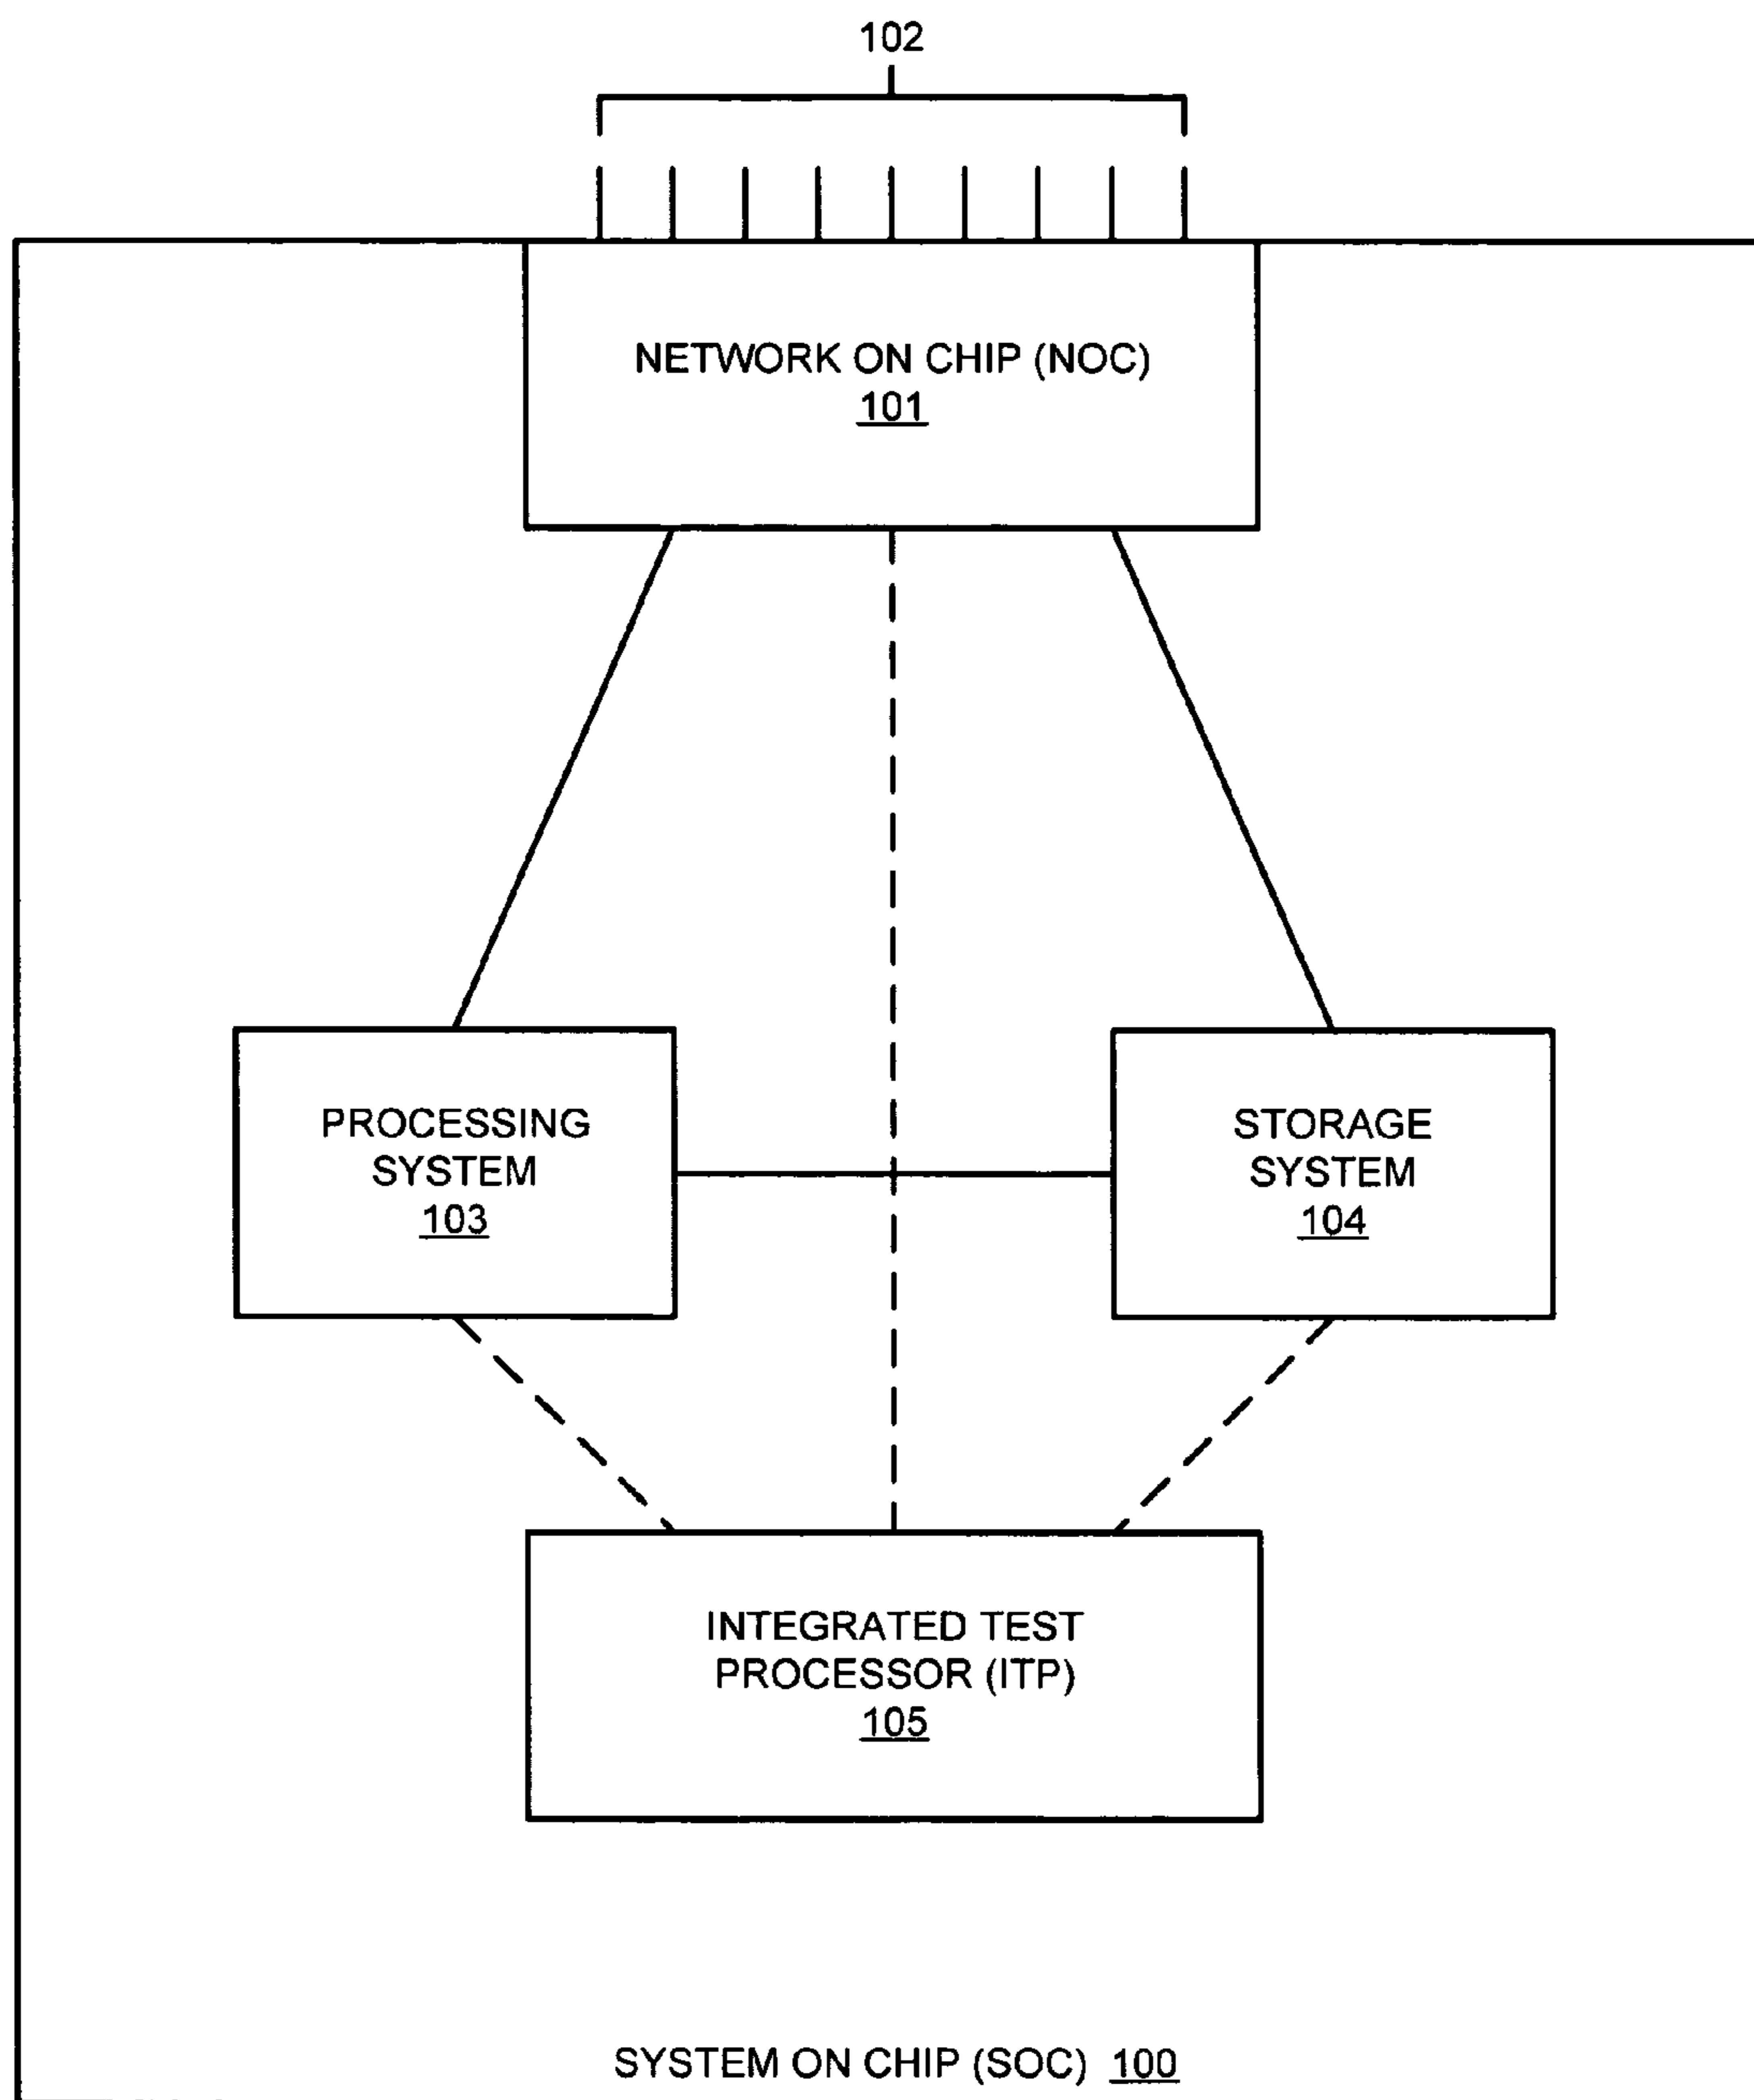 102
NETWORK ON CHIP (NOC)
101
PROCESSING
SYSTEM
103
STORAGE
SYSTEM
104
INTEGRATED TEST
PROCESSOR (ITP)
105
SYSTEM ON CHIP (SOC) 100